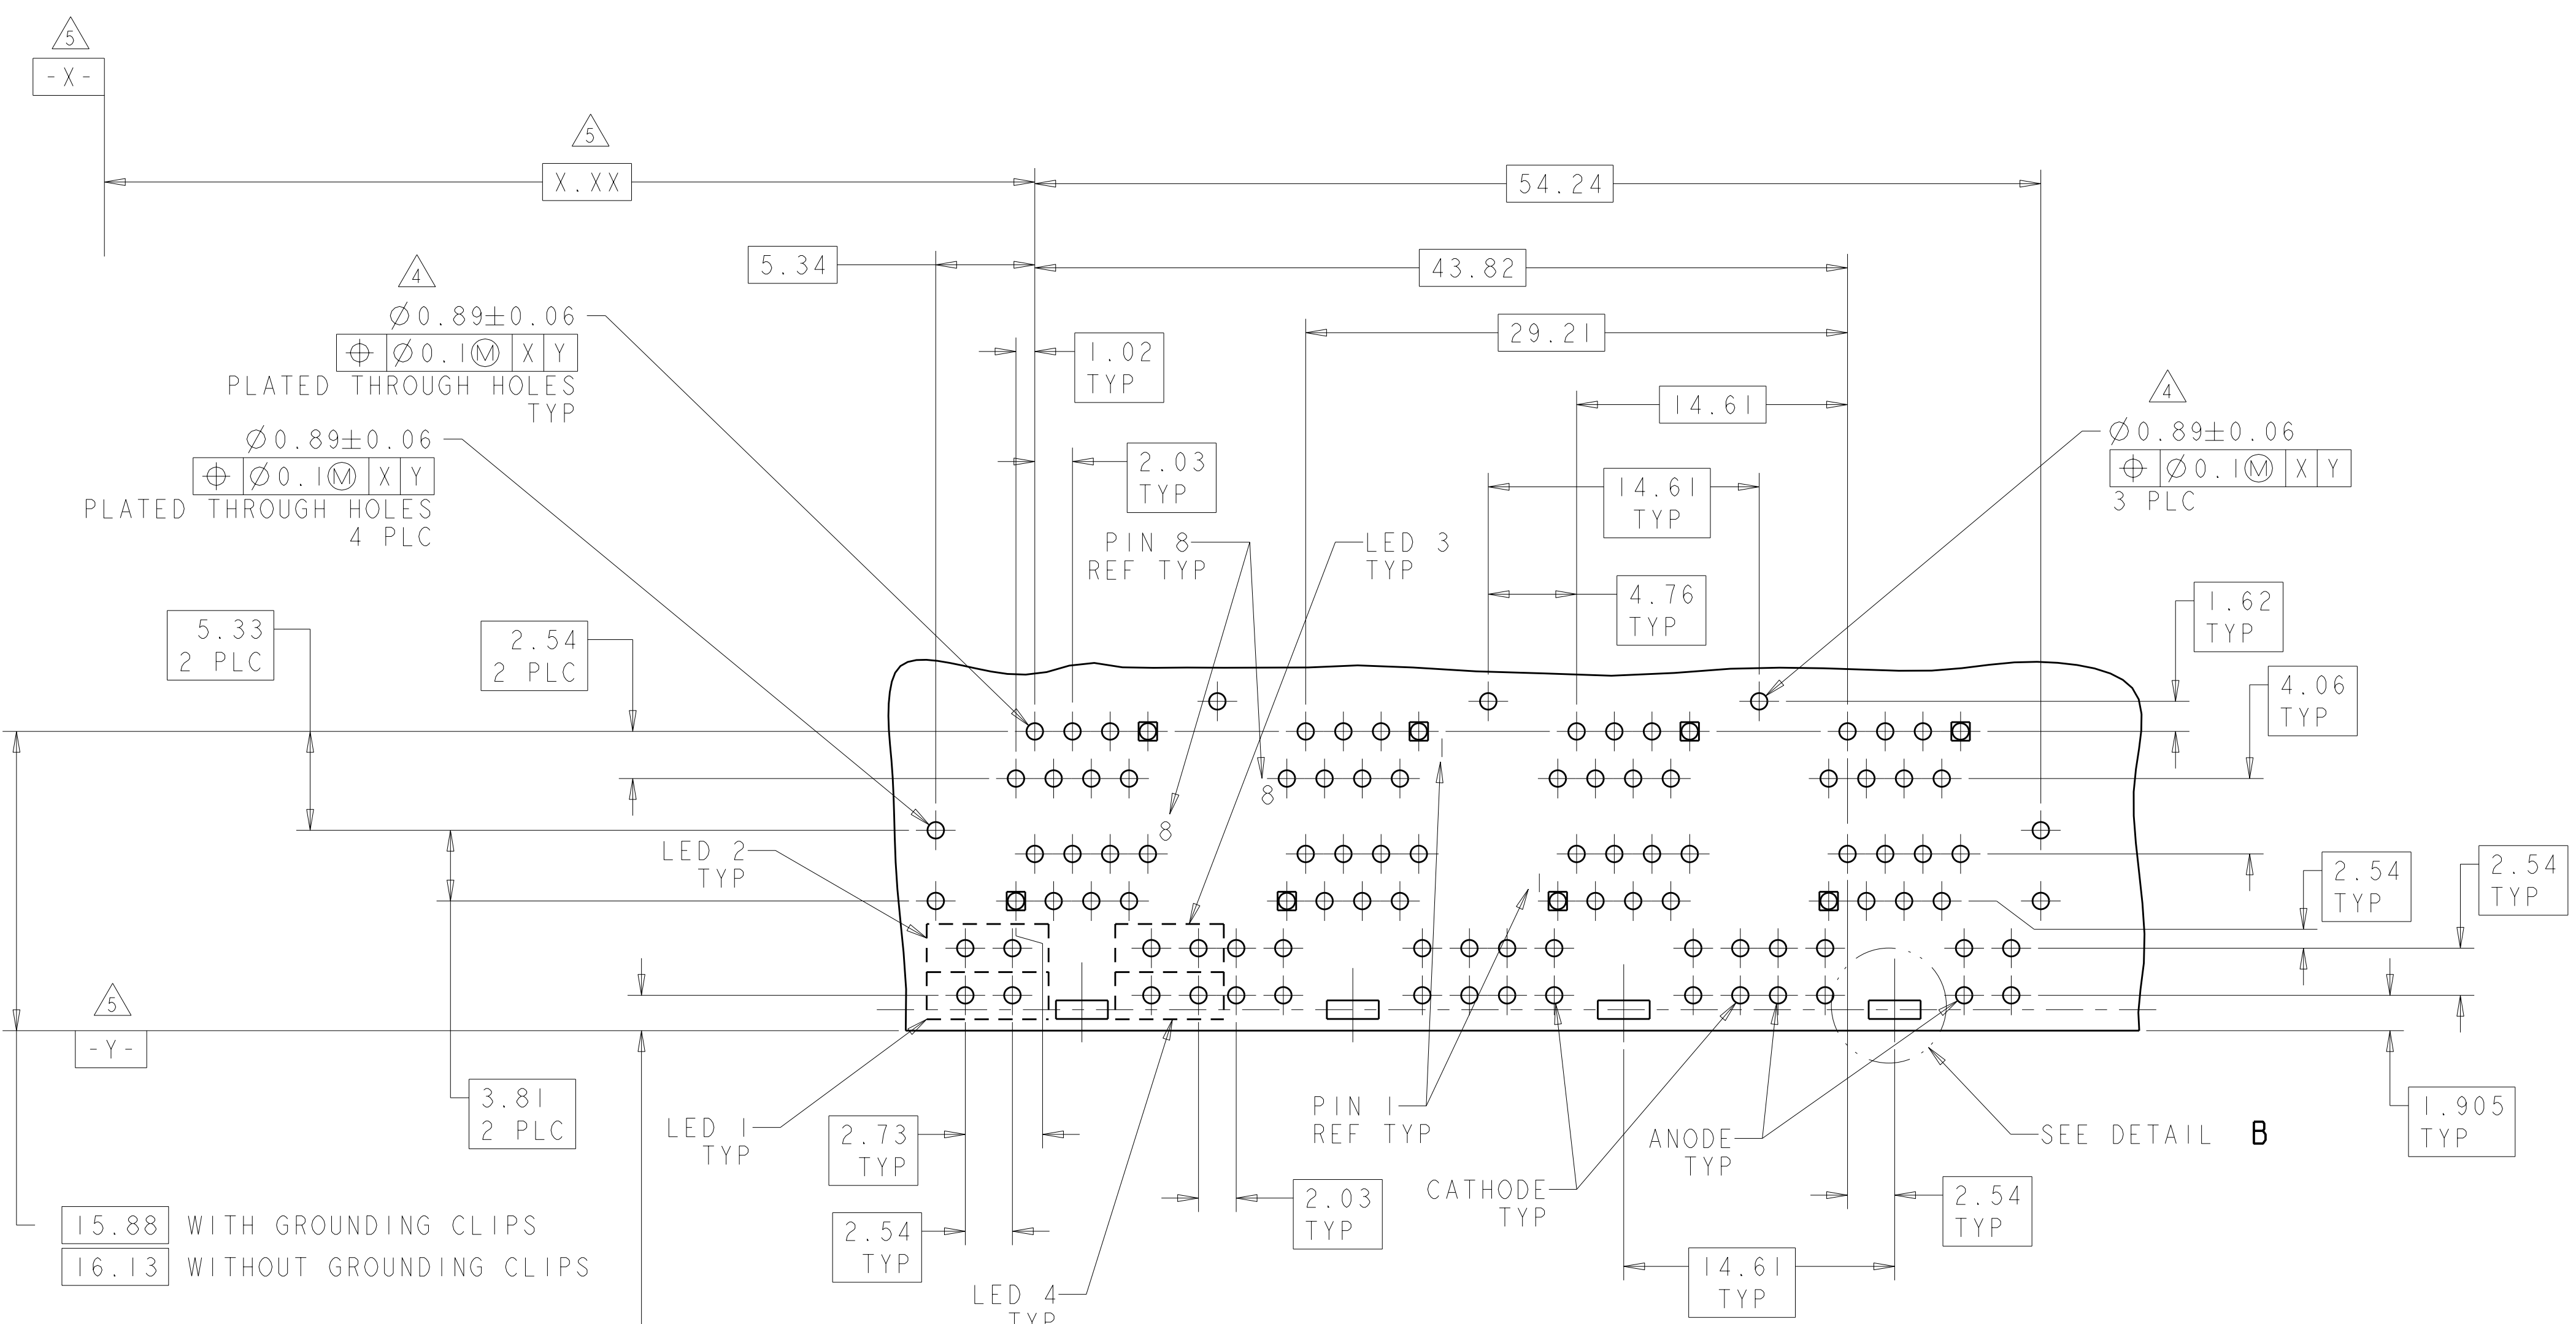 5
-X-
5
X.XX
54.24
5.34
43.82
4
Ø0.89±0.06
⌖ Ø0.1Ⓜ X Y
PLATED THROUGH HOLES
TYP
1.02
TYP
29.21
14.61
4
Ø0.89±0.06
⌖ Ø0.1Ⓜ X Y
3 PLC
Ø0.89±0.06
⌖ Ø0.1Ⓜ X Y
PLATED THROUGH HOLES
4 PLC
2.03
TYP
14.61
TYP
PIN 8
REF TYP
LED 3
TYP
4.76
TYP
1.62
TYP
5.33
2 PLC
2.54
2 PLC
4.06
TYP
1
8
8
LED 2
TYP
1
2.54
TYP
2.54
TYP
5
-Y-
3.81
2 PLC
LED 1
TYP
2.73
TYP
PIN 1
REF TYP
ANODE
TYP
SEE DETAIL B
1.905
TYP
CATHODE
TYP
2.03
TYP
2.54
TYP
2.54
TYP
15.88 WITH GROUNDING CLIPS
16.13 WITHOUT GROUNDING CLIPS
14.61
TYP
LED 4
TYP